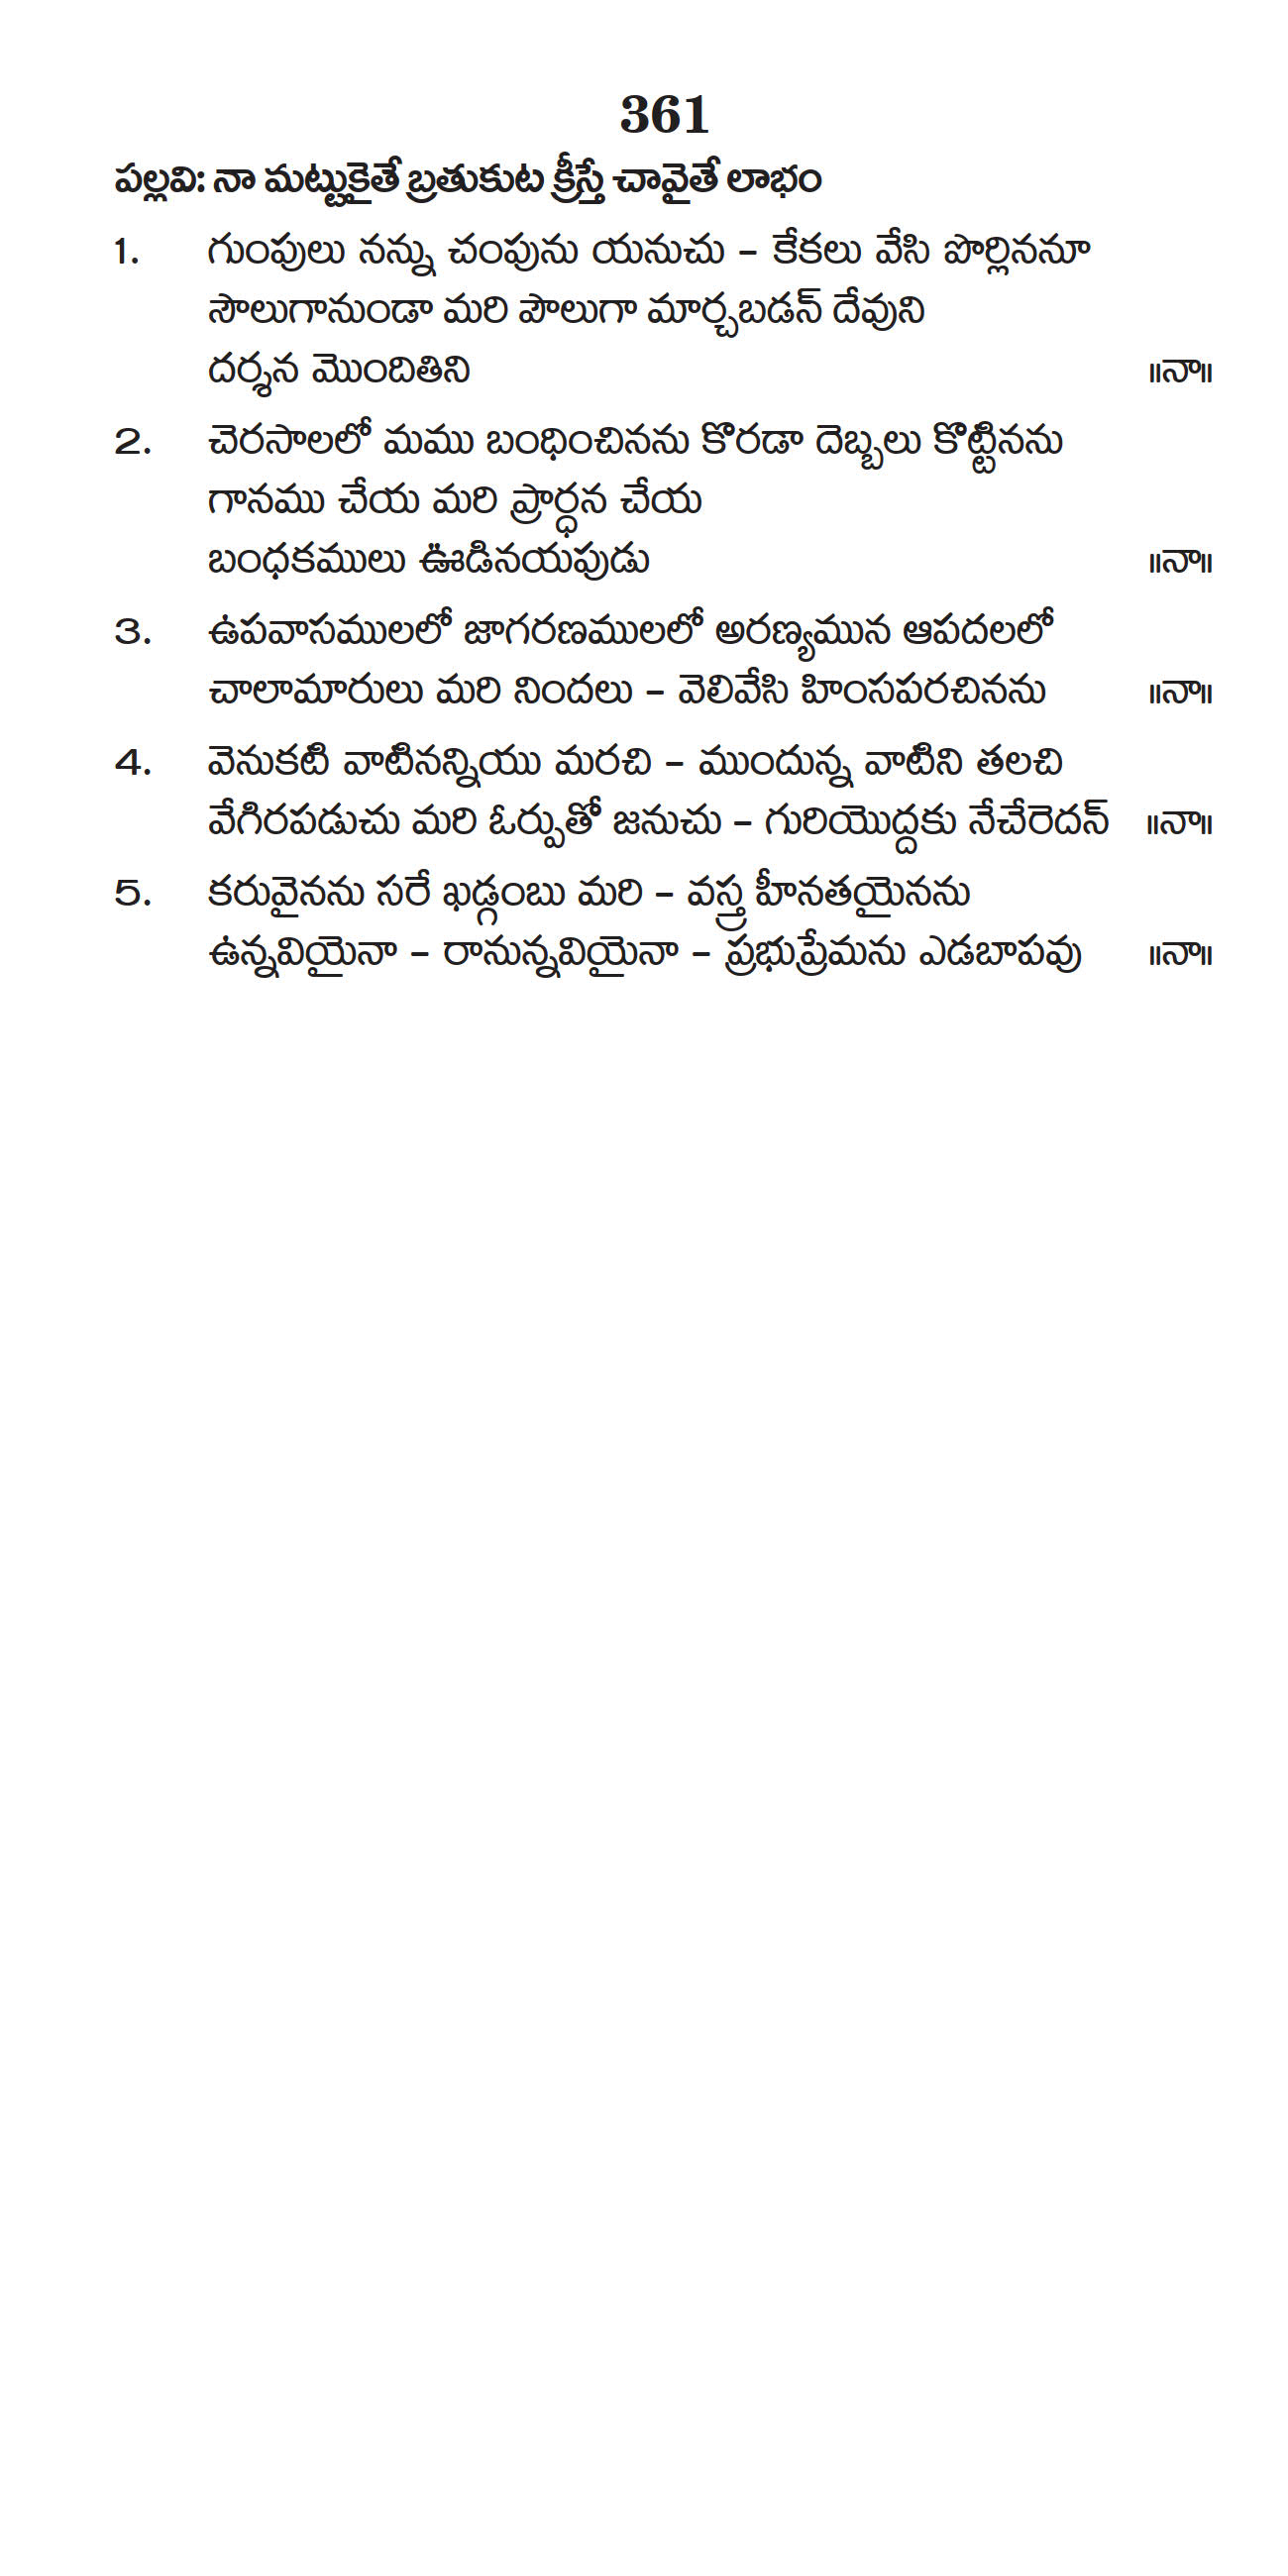 361
పల్లవి: నా మట్టుకైతే బ్రతుకుట క్రీస్తే చావైతే లాభం
1. గుంపులు నన్ను చంపును యనుచు – కేకలు వేసి పొర్లిననూ
సౌలుగానుండా మరి పౌలుగా మార్చబడన్ దేవుని
దర్శన మొందితిని ॥నా॥
2. చెరసాలలో మము బంధించినను కొరడా దెబ్బలు కొట్టినను
గానము చేయ మరి ప్రార్ధన చేయ
బంధకములు ఊడినయపుడు ॥నా॥
3. ఉపవాసములలో జాగరణములలో అరణ్యమున ఆపదలలో
చాలామారులు మరి నిందలు – వెలివేసి హింసపరచినను ॥నా॥
4. వెనుకటి వాటినన్నియు మరచి – ముందున్న వాటిని తలచి
వేగిరపడుచు మరి ఓర్పుతో జనుచు – గురియొద్దకు నేచేరెదన్ ॥నా॥
5. కరువైనను సరే ఖడ్గంబు మరి – వస్త్ర హీనతయైనను
ఉన్నవియైనా – రానున్నవియైనా – ప్రభుప్రేమను ఎడబాపవు ॥నా॥